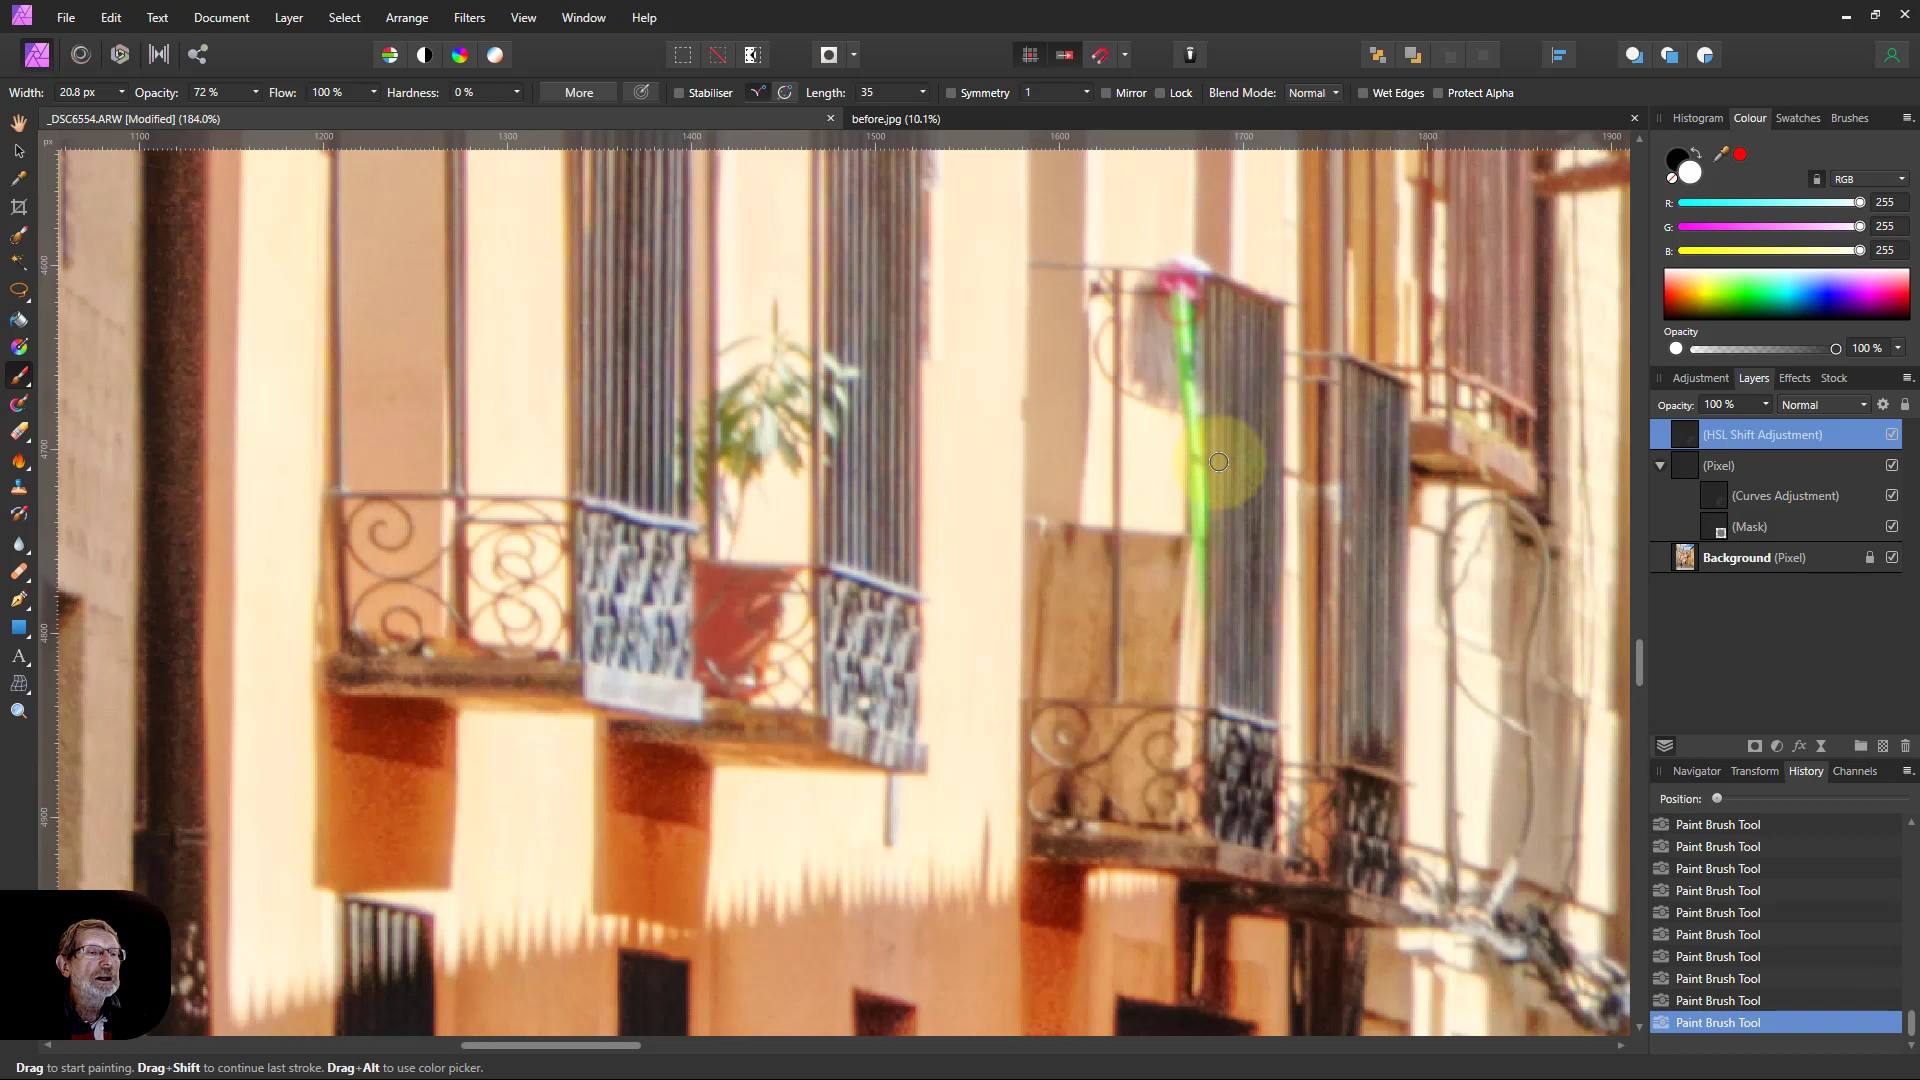 File Edit Text Document Layer Select Arrange Filters View Window Help
Width: 20.8 px Opacity: 72 % Flow: 100 % Hardness: 0 % More Stabiliser Length: 35 Symmetry 1 Mirror Lock Blend Mode: Normal Wet Edges Protect Alpha
_DSC6554.ARW [Modified] (184.0%) before.jpg (10.1%)
px 1100 1200 1300 1400 1500 1600 1700 1800 1900
4600
4700
4800
4900
Histogram Colour Swatches Brushes
RGB
R: 255
G: 255
B: 255
Opacity
100 %
Adjustment Layers Effects Stock
Opacity: 100 % Normal
(HSL Shift Adjustment)
(Pixel)
(Curves Adjustment)
(Mask)
Background (Pixel)
Navigator Transform History Channels
Position:
Paint Brush Tool
Paint Brush Tool
Paint Brush Tool
Paint Brush Tool
Paint Brush Tool
Paint Brush Tool
Paint Brush Tool
Paint Brush Tool
Paint Brush Tool
Paint Brush Tool
Drag to start painting. Drag+Shift to continue last stroke. Drag+Alt to use color picker.